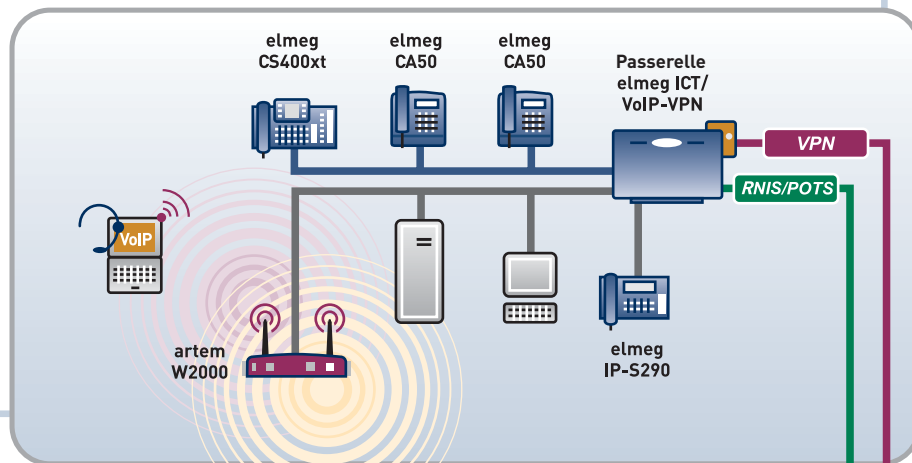 elmeg
CS400xt
elmeg
CA50
elmeg
CA50
Passerelle
elmeg ICT/
VoIP-VPN
VPN
RNIS/POTS
VoIP
artem
W2000
elmeg
IP-S290